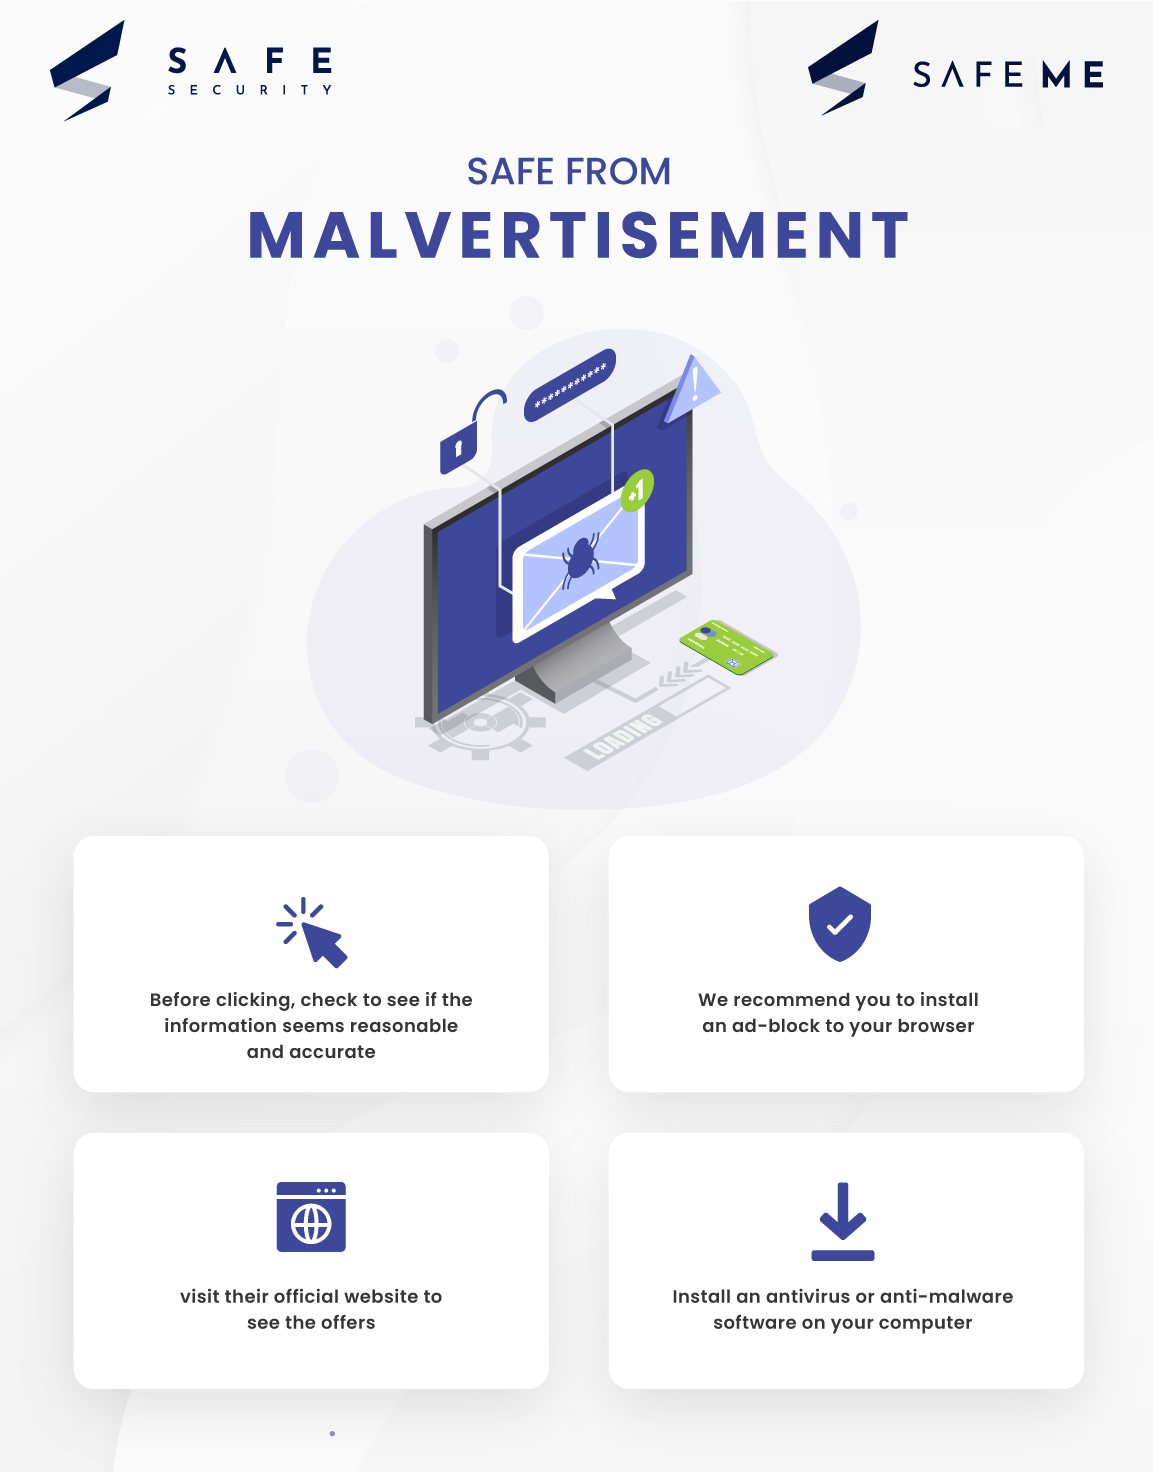 SAFE
SECURITY
SAFE ME
SAFE FROM
MALVERTISEMENT
***********
!
+1
LOADING
Before clicking, check to see if the
information seems reasonable
and accurate
We recommend you to install
an ad-block to your browser
visit their official website to
see the offers
Install an antivirus or anti-malware
software on your computer